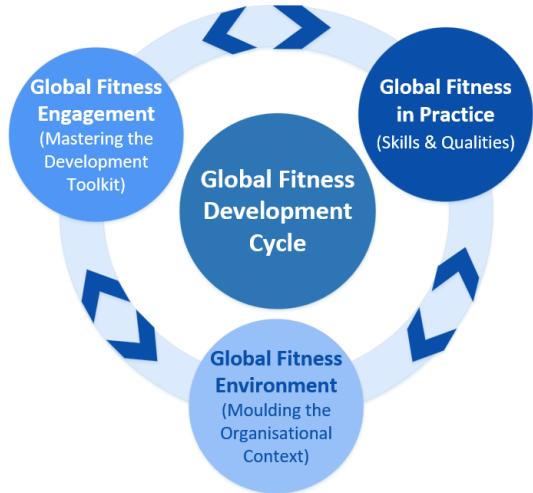 Global Fitness
Engagement
(Mastering the
Development
Toolkit)
Global Fitness
in Practice
(Skills & Qualities)
Global Fitness
Development
Cycle
Global Fitness
Environment
(Moulding the
Organisational
Context)